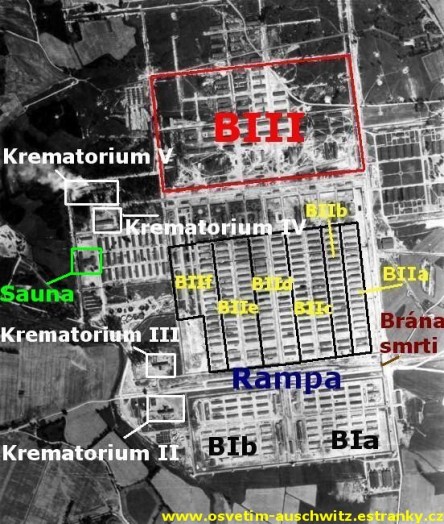 BIII
Krematorium V
BIIb
Krematorium IV
BIIf
BIId
BIIa
Sauna
BIIe
BIIc
Brána
smrti
Krematorium III
Rampa
Krematorium II
BIb
BIa
www.osvetim-auschwitz.estranky.cz